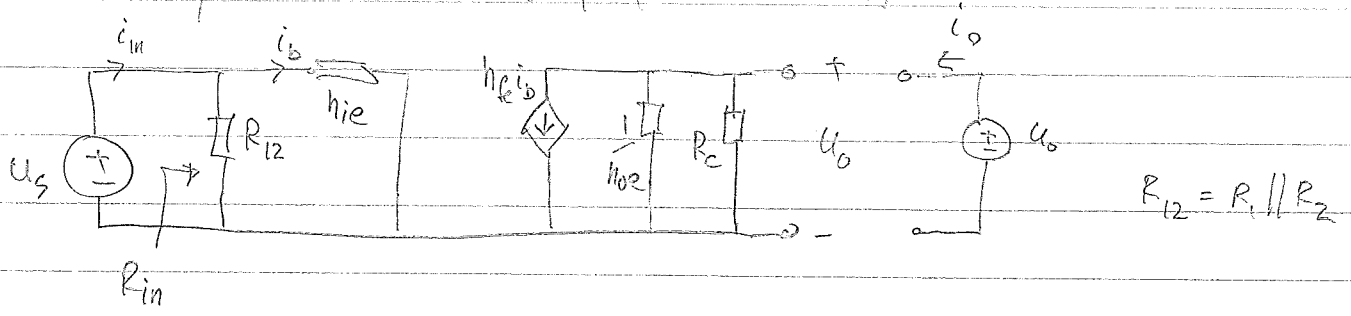 i_in i_b i_o
h_ie h_fe i_b +
R_12 1/h_oe R_c u_o u_o
u_s
R_12 = R_1 || R_2
-
R_in